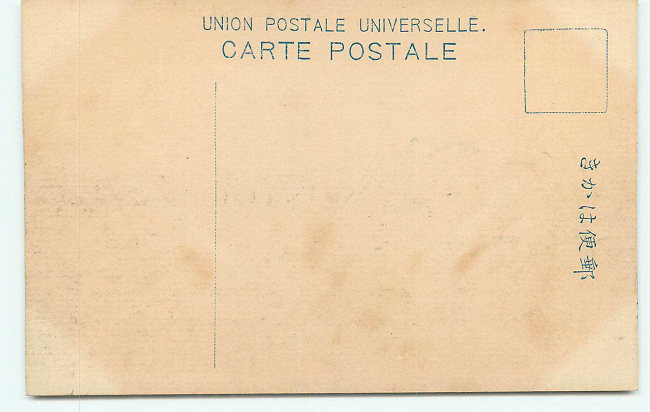 UNION POSTALE UNIVERSELLE.
CARTE POSTALE
郵便はかき